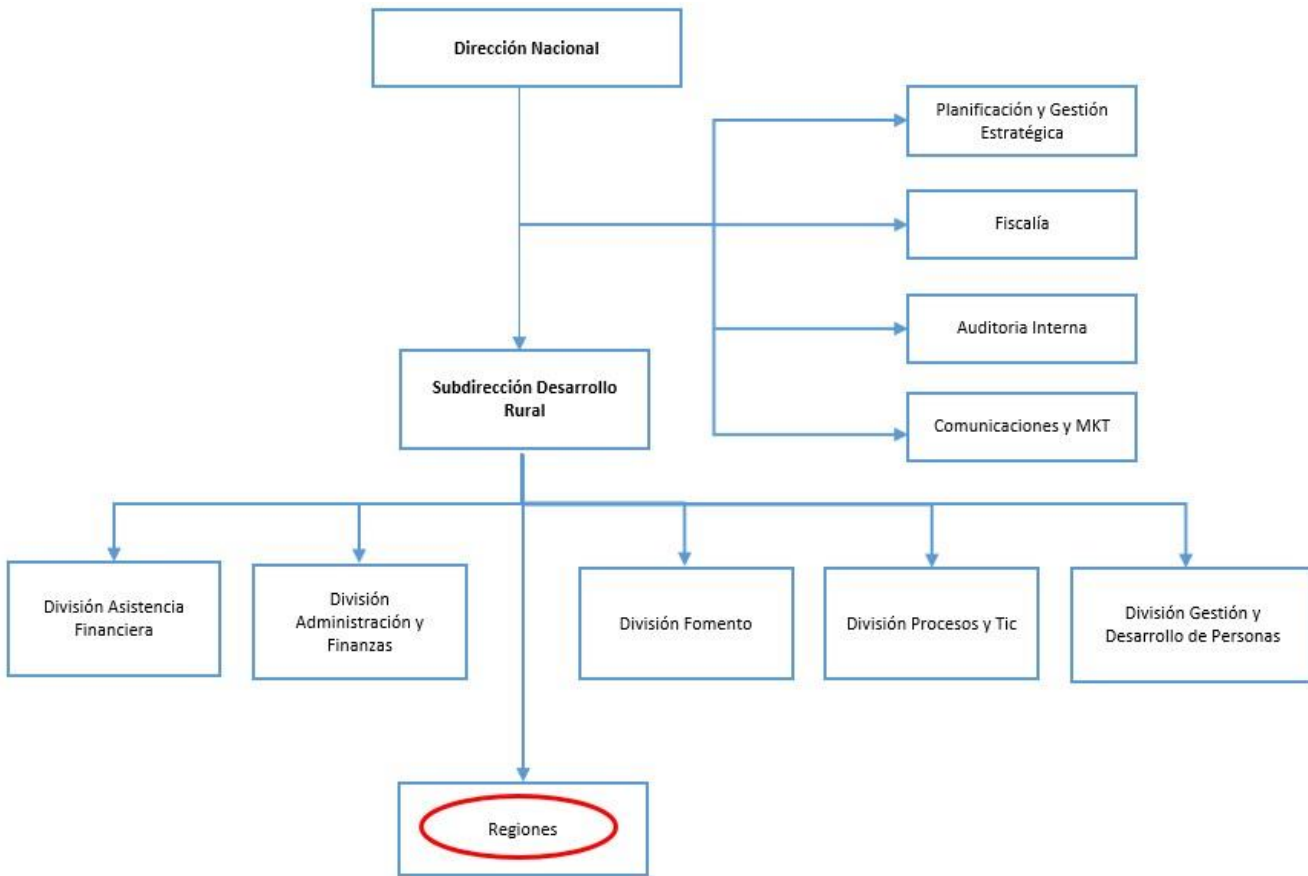 Dirección Nacional
Planificación y Gestión
Estratégica
Fiscalía
Auditoria Interna
Subdirección Desarrollo
Rural
Comunicaciones y MKT
División Asistencia
Financiera
División
Administración y
Finanzas
División Fomento
División Procesos y Tic
División Gestión y
Desarrollo de Personas
Regiones